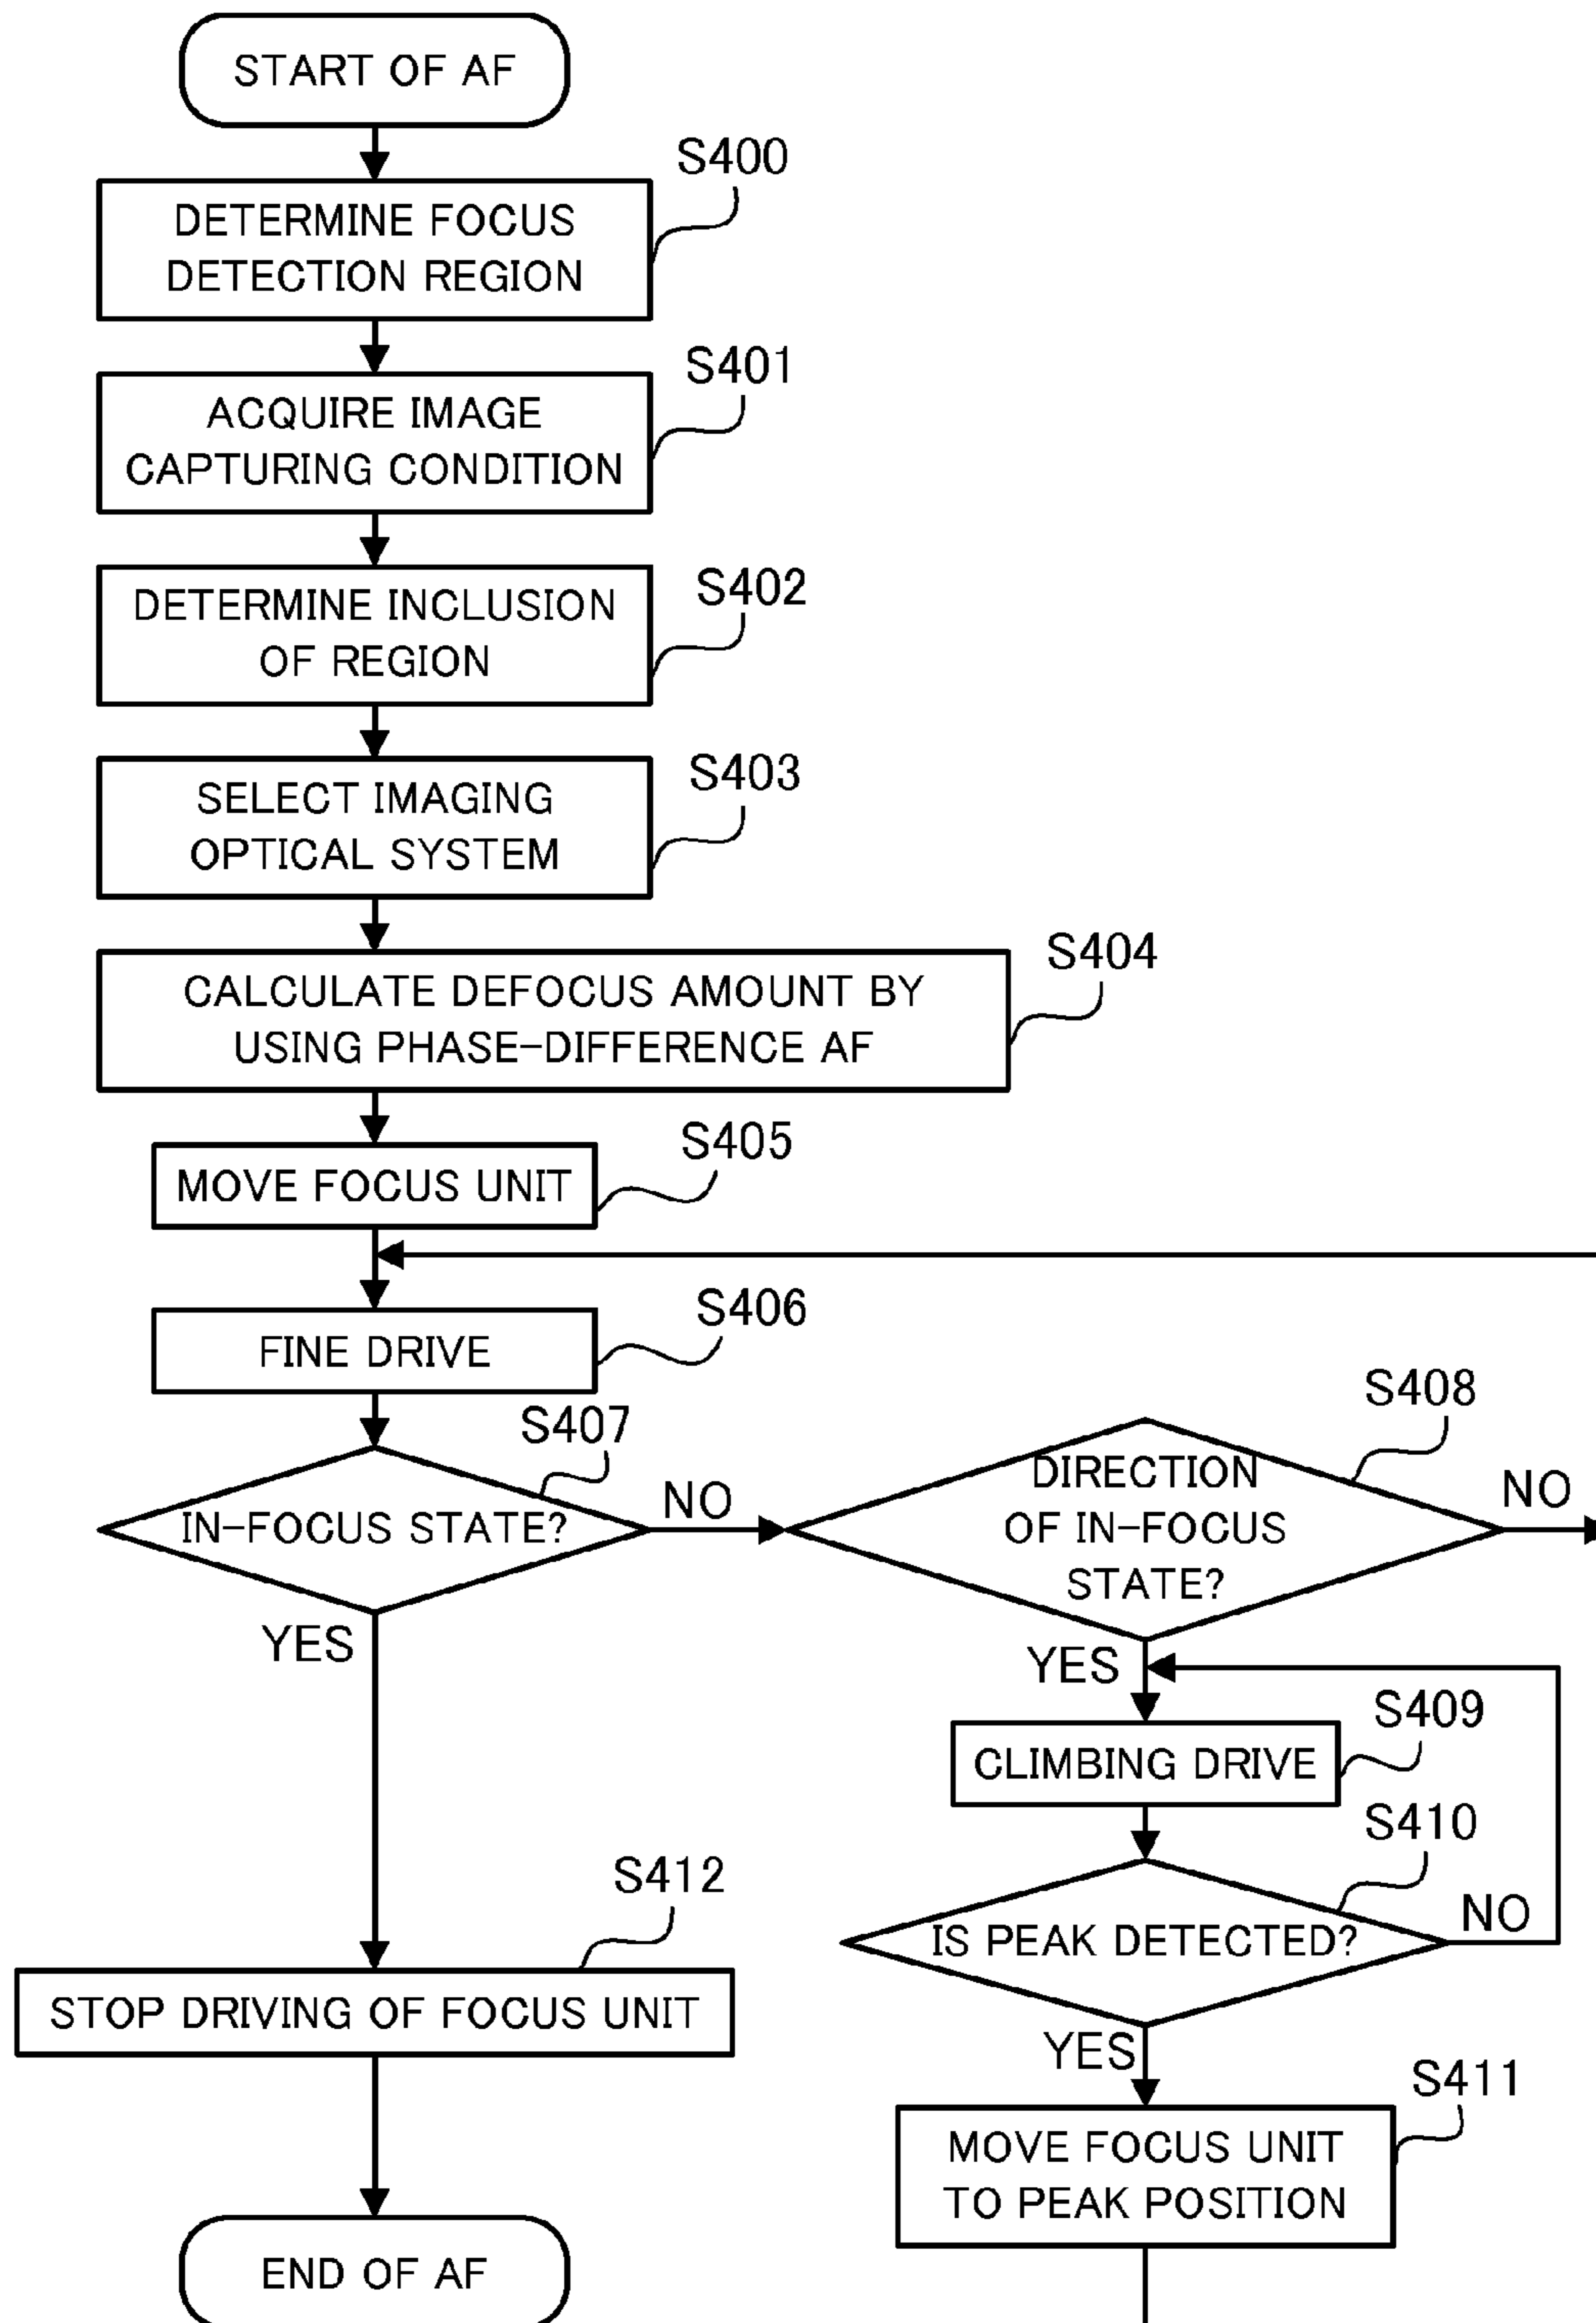 START OF AF
S400
DETERMINE FOCUS
DETECTION REGION
S401
ACQUIRE IMAGE
CAPTURING CONDITION
S402
DETERMINE INCLUSION
OF REGION
S403
SELECT IMAGING
OPTICAL SYSTEM
S404
CALCULATE DEFOCUS AMOUNT BY
USING PHASE-DIFFERENCE AF
S405
MOVE FOCUS UNIT
S406
FINE DRIVE
S407
IN-FOCUS STATE?
NO
YES
S408
DIRECTION
OF IN-FOCUS
STATE?
NO
YES
S409
CLIMBING DRIVE
S410
IS PEAK DETECTED?
NO
YES
S411
MOVE FOCUS UNIT
TO PEAK POSITION
S412
STOP DRIVING OF FOCUS UNIT
END OF AF